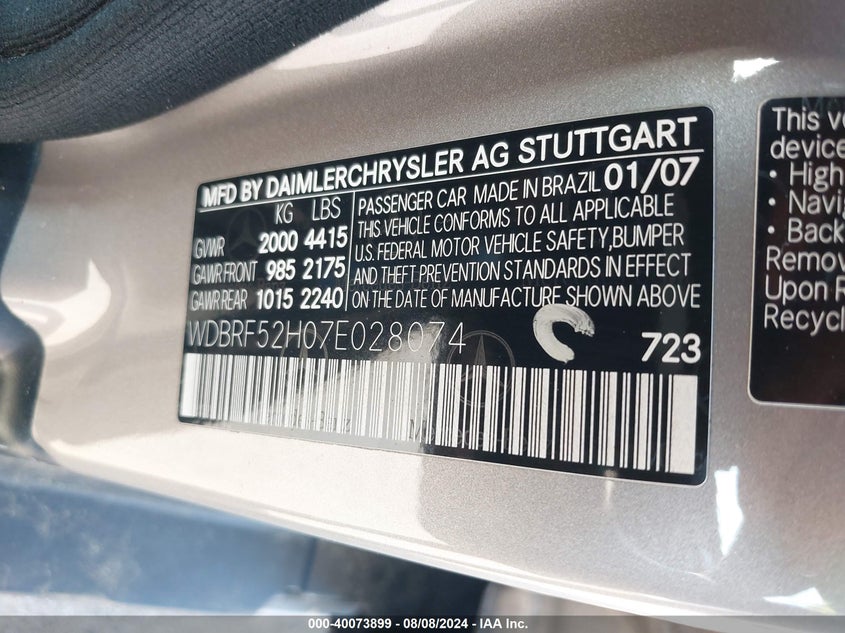 MFD BY DAIMLERCHRYSLER AG STUTTGART
KG LBS
GVWR 2000 4415
GAWR FRONT 985 2175
GAWR REAR 1015 2240
PASSENGER CAR MADE IN BRAZIL 01/07
THIS VEHICLE CONFORMS TO ALL APPLICABLE
U.S. FEDERAL MOTOR VEHICLE SAFETY,BUMPER
AND THEFT PREVENTION STANDARDS IN EFFECT
ON THE DATE OF MANUFACTURE SHOWN ABOVE
WDBRF52H07E028074
723
This
device
• High
• Navi
• Back
Remov
Upon R
Recycl
000-40073899 - 08/08/2024 - IAA Inc.